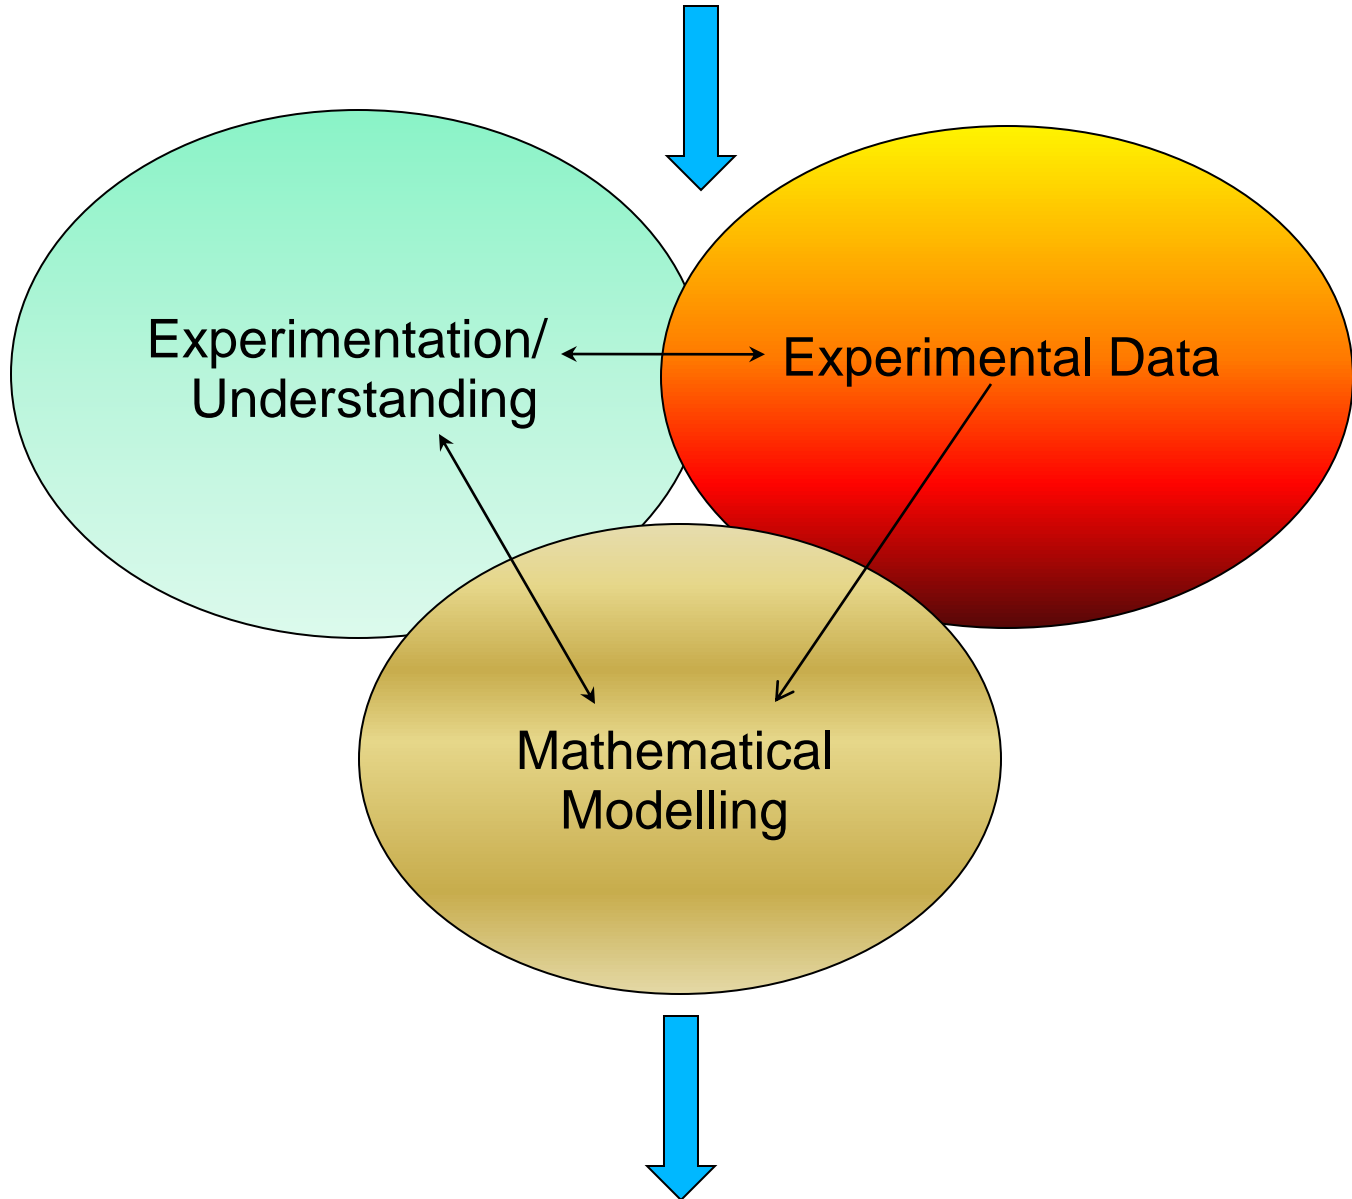 Experimentation/
Understanding
Experimental Data
Mathematical
Modelling